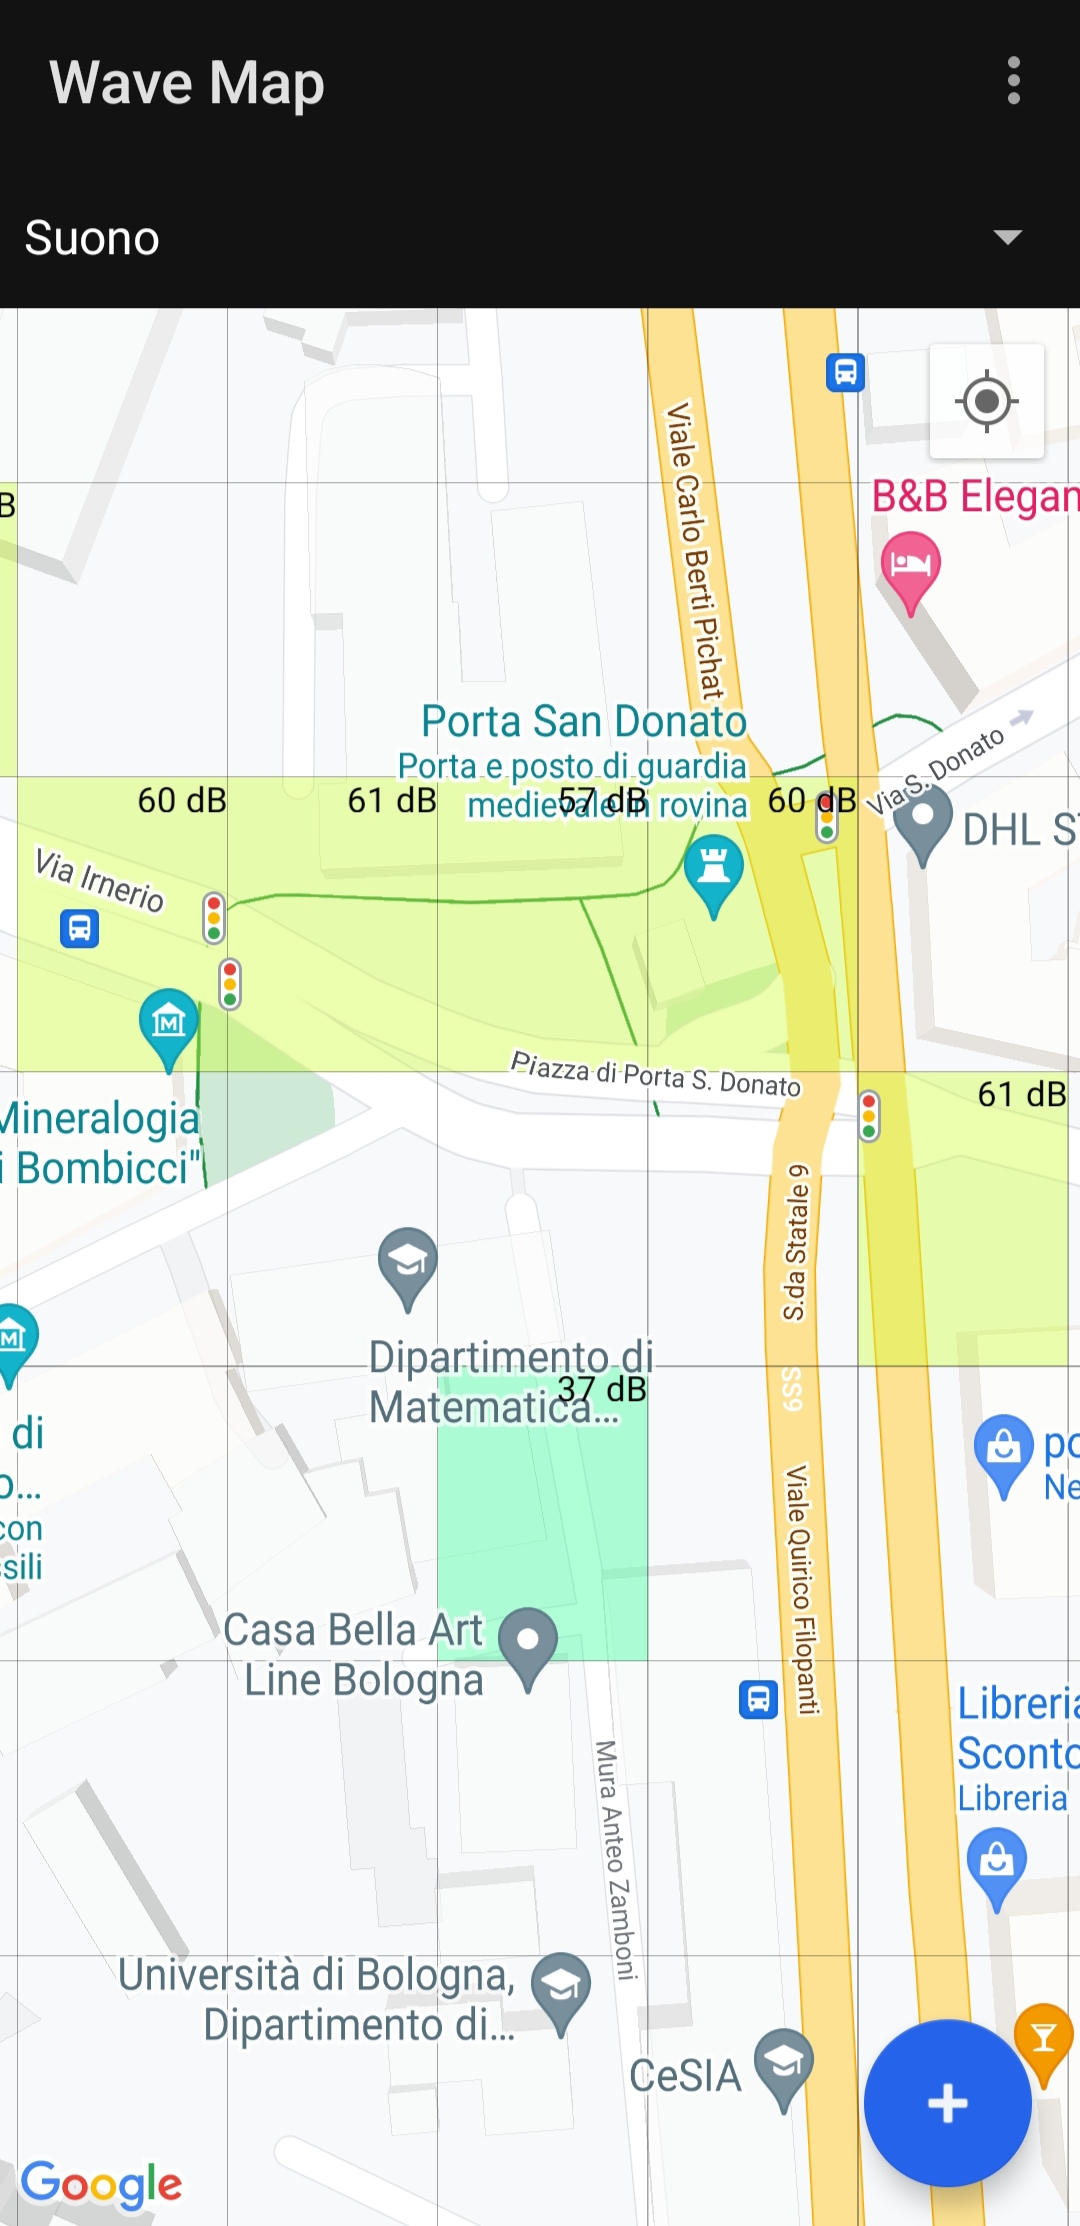 Wave Map
Suono
Viale Carlo Berti Pichat
B
B&B Elegan
Porta San Donato
Porta e posto di guardia
medievale in rovina
60 dB
61 dB
57 dB
60 dB
Via S. Donato
DHL S
Via Irnerio
Piazza di Porta S. Donato
61 dB
Mineralogia
i Bombicci"
S.da Statale 9
Dipartimento di
Matematica...
37 dB
SS9
di
o...
con
ssili
po
Ne
Viale Quirico Filopanti
Casa Bella Art
Line Bologna
Libreria
Sconto
Libreria
Mura Anteo Zamboni
Università di Bologna,
Dipartimento di...
CeSIA
Google